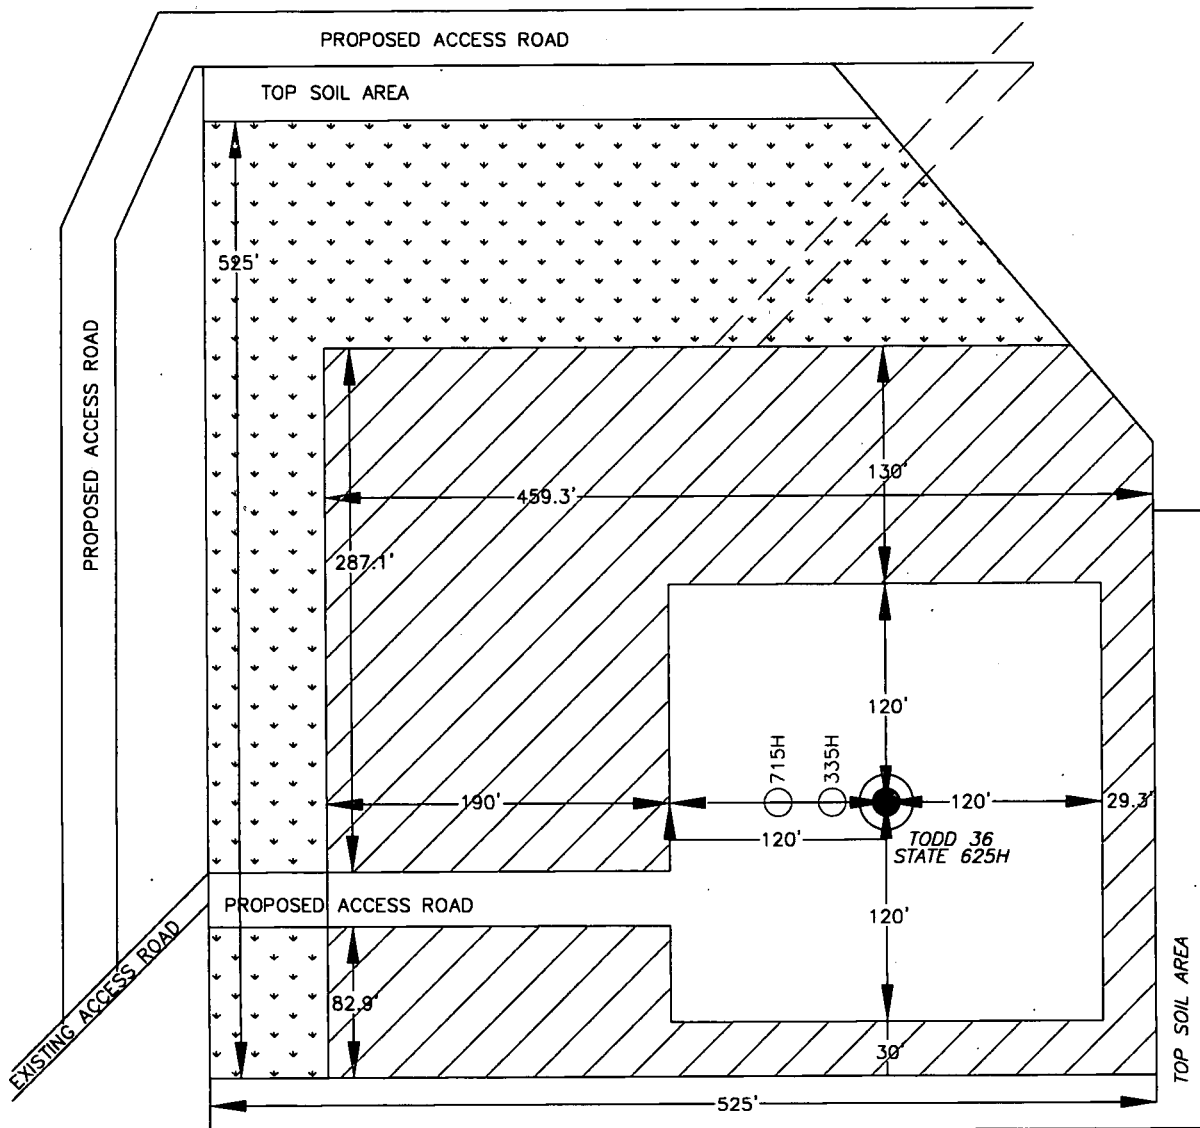 PROPOSED ACCESS ROAD
TOP SOIL AREA
525'
PROPOSED ACCESS ROAD
130'
459.3'
287.1'
120'
715H
335H
190'
120'
29.3'
120'
TODD 36
STATE 625H
PROPOSED ACCESS ROAD
120'
EXISTING ACCESS ROAD
82.9'
30'
TOP SOIL AREA
525'